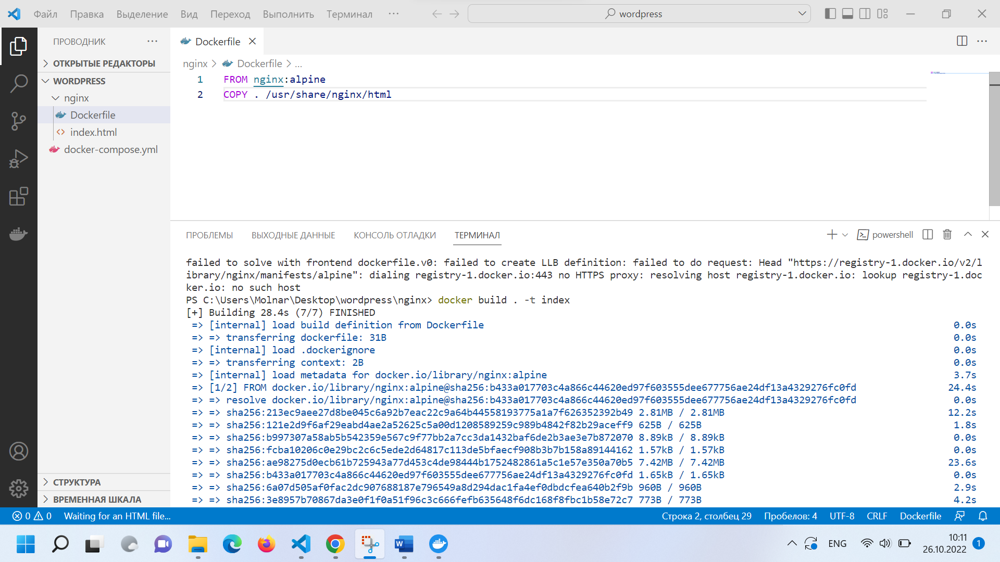 Файл Правка Выделение Вид Переход Выполнить Терминал ··· wordpress
ПРОВОДНИК ···
Dockerfile
ОТКРЫТЫЕ РЕДАКТОРЫ
WORDPRESS
nginx
Dockerfile
index.html
docker-compose.yml
nginx > Dockerfile > ...
1 FROM nginx:alpine
2 COPY . /usr/share/nginx/html
ПРОБЛЕМЫ ВЫХОДНЫЕ ДАННЫЕ КОНСОЛЬ ОТЛАДКИ ТЕРМИНАЛ powershell
failed to solve with frontend dockerfile.v0: failed to create LLB definition: failed to do request: Head "https://registry-1.docker.io/v2/l
ibrary/nginx/manifests/alpine": dialing registry-1.docker.io:443 no HTTPS proxy: resolving host registry-1.docker.io: lookup registry-1.doc
ker.io: no such host
PS C:\Users\Molnar\Desktop\wordpress\nginx> docker build . -t index
[+] Building 28.4s (7/7) FINISHED
=> [internal] load build definition from Dockerfile 0.0s
=> => transferring dockerfile: 31B 0.0s
=> [internal] load .dockerignore 0.0s
=> => transferring context: 2B 0.0s
=> [internal] load metadata for docker.io/library/nginx:alpine 3.7s
=> [1/2] FROM docker.io/library/nginx:alpine@sha256:b433a017703c4a866c44620ed97f603555dee677756ae24df13a4329276fc0fd 24.4s
=> => resolve docker.io/library/nginx:alpine@sha256:b433a017703c4a866c44620ed97f603555dee677756ae24df13a4329276fc0fd 0.0s
=> => sha256:213ec9aee27d8be045c6a92b7eac22c9a64b44558193775a1a7f626352392b49 2.81MB / 2.81MB 12.2s
=> => sha256:121e2d9f6af29eabd4ae2a52625c5a00d1208589259c989b4842f82b29aceff9 625B / 625B 1.8s
=> => sha256:b997307a58ab5b542359e567c9f77bb2a7cc3da1432baf6de2b3ae3e7b872070 8.89kB / 8.89kB 0.0s
=> => sha256:fcba10206c0e29bc2c6c5ede2d64817c113de5bfaecf908b3b7b158a89144162 1.57kB / 1.57kB 0.0s
=> => sha256:ae98275d0ecb61b725943a77d453c4de98444b1752482861a5c1e57e350a70b5 7.42MB / 7.42MB 23.6s
=> => sha256:b433a017703c4a866c44620ed97f603555dee677756ae24df13a4329276fc0fd 1.65kB / 1.65kB 0.0s
=> => sha256:6a07d505af0fac2dc907688187e796549a8d294dac1fa4ef0dbdcfea640b2f9b 960B / 960B 2.9s
=> => sha256:3e8957b70867da3e0f1f0a51f96c3c666fefb635648f6dc168f8fbc1b58e72c7 773B / 773B 4.2s
СТРУКТУРА
ВРЕМЕННАЯ ШКАЛА
0 0 Waiting for an HTML file... Строка 2, столбец 29 Пробелов: 4 UTF-8 CRLF Dockerfile
ENG 10:11 1
26.10.2022